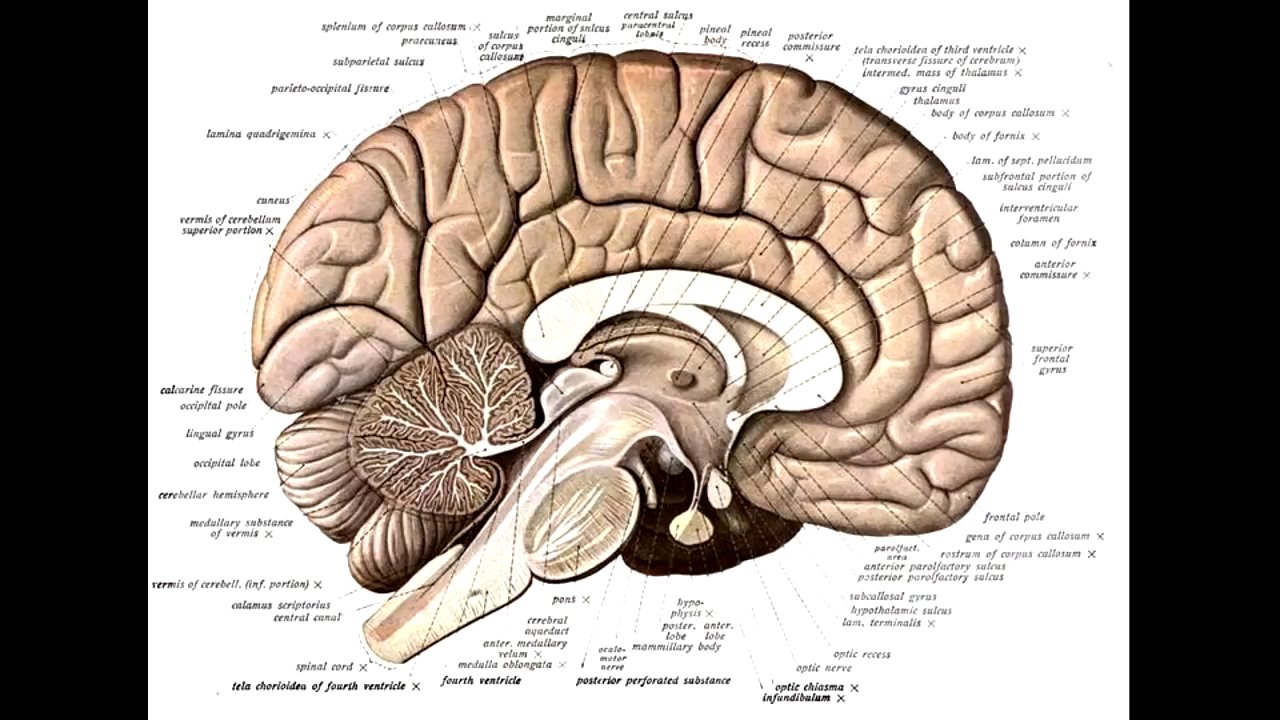 splenium of corpus callosum ×
praecuneus
subparietal sulcus
parieto-occipital fissure
lamina quadrigemina ×
cuneus
vermis of cerebellum
superior portion ×
calcarine fissure
occipital pole
lingual gyrus
occipital lobe
cerebellar hemisphere
medullary substance
of vermis ×
vermis of cerebell. (inf. portion) ×
calamus scriptorius
central canal
spinal cord ×
tela chorioidea of fourth ventricle ×
sulcus
of corpus
callosum
marginal
portion of sulcus
cinguli
central sulcus
paracentral
lobule
pineal
body
pineal
recess
posterior
commissure
×
tela chorioidea of third ventricle ×
(transverse fissure of cerebrum)
intermed. mass of thalamus ×
gyrus cinguli
thalamus
body of corpus callosum ×
body of fornix ×
lam. of sept. pellucidum
subfrontal portion of
sulcus cinguli
interventricular
foramen
column of fornix
anterior
commissure ×
superior
frontal
gyrus
frontal pole
genu of corpus callosum ×
parolfact.
area
rostrum of corpus callosum ×
anterior parolfactory sulcus
posterior parolfactory sulcus
subcallosal gyrus
hypothalamic sulcus
lam. terminalis ×
optic recess
optic nerve
optic chiasma ×
infundibulum ×
pons ×
cerebral
aqueduct
anter. medullary
velum ×
medulla oblongata ×
fourth ventricle
hypo-
physis ×
poster. anter.
lobe lobe
mammillary body
oculo-
motor
nerve
posterior perforated substance